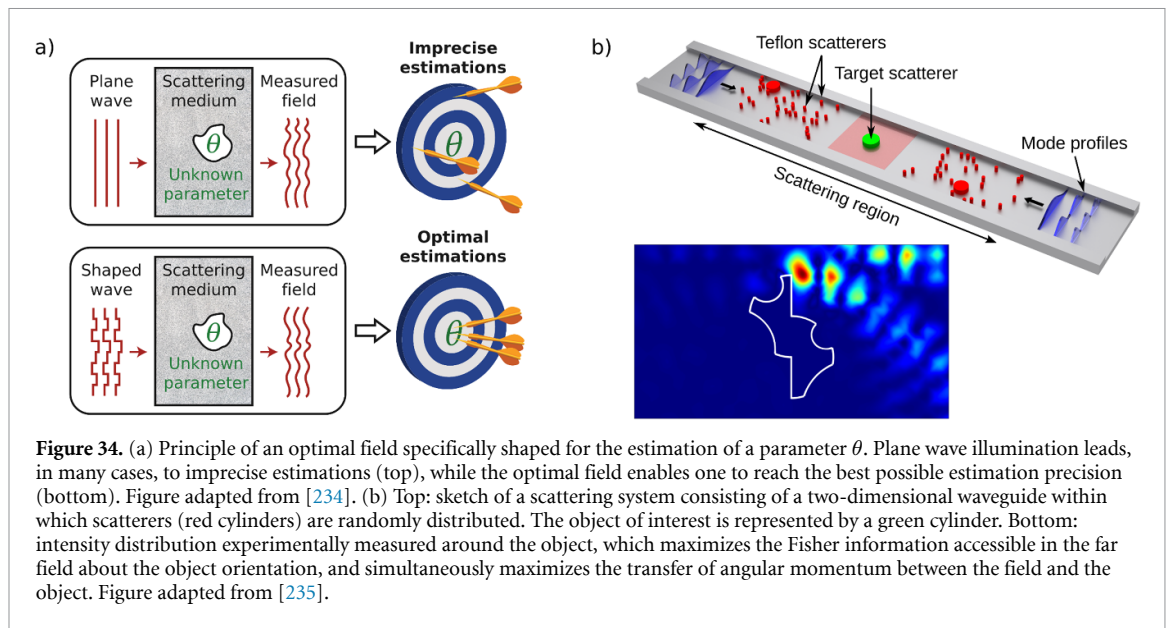 a)
Plane
wave
Scattering
medium
Measured
field
θ
Unknown
parameter
Imprecise
estimations
θ
Shaped
wave
Scattering
medium
Measured
field
θ
Unknown
parameter
Optimal
estimations
θ
b)
Teflon scatterers
Target scatterer
Mode profiles
Scattering region
Figure 34. (a) Principle of an optimal field specifically shaped for the estimation of a parameter θ. Plane wave illumination leads,
in many cases, to imprecise estimations (top), while the optimal field enables one to reach the best possible estimation precision
(bottom). Figure adapted from [234]. (b) Top: sketch of a scattering system consisting of a two-dimensional waveguide within
which scatterers (red cylinders) are randomly distributed. The object of interest is represented by a green cylinder. Bottom:
intensity distribution experimentally measured around the object, which maximizes the Fisher information accessible in the far
field about the object orientation, and simultaneously maximizes the transfer of angular momentum between the field and the
object. Figure adapted from [235].